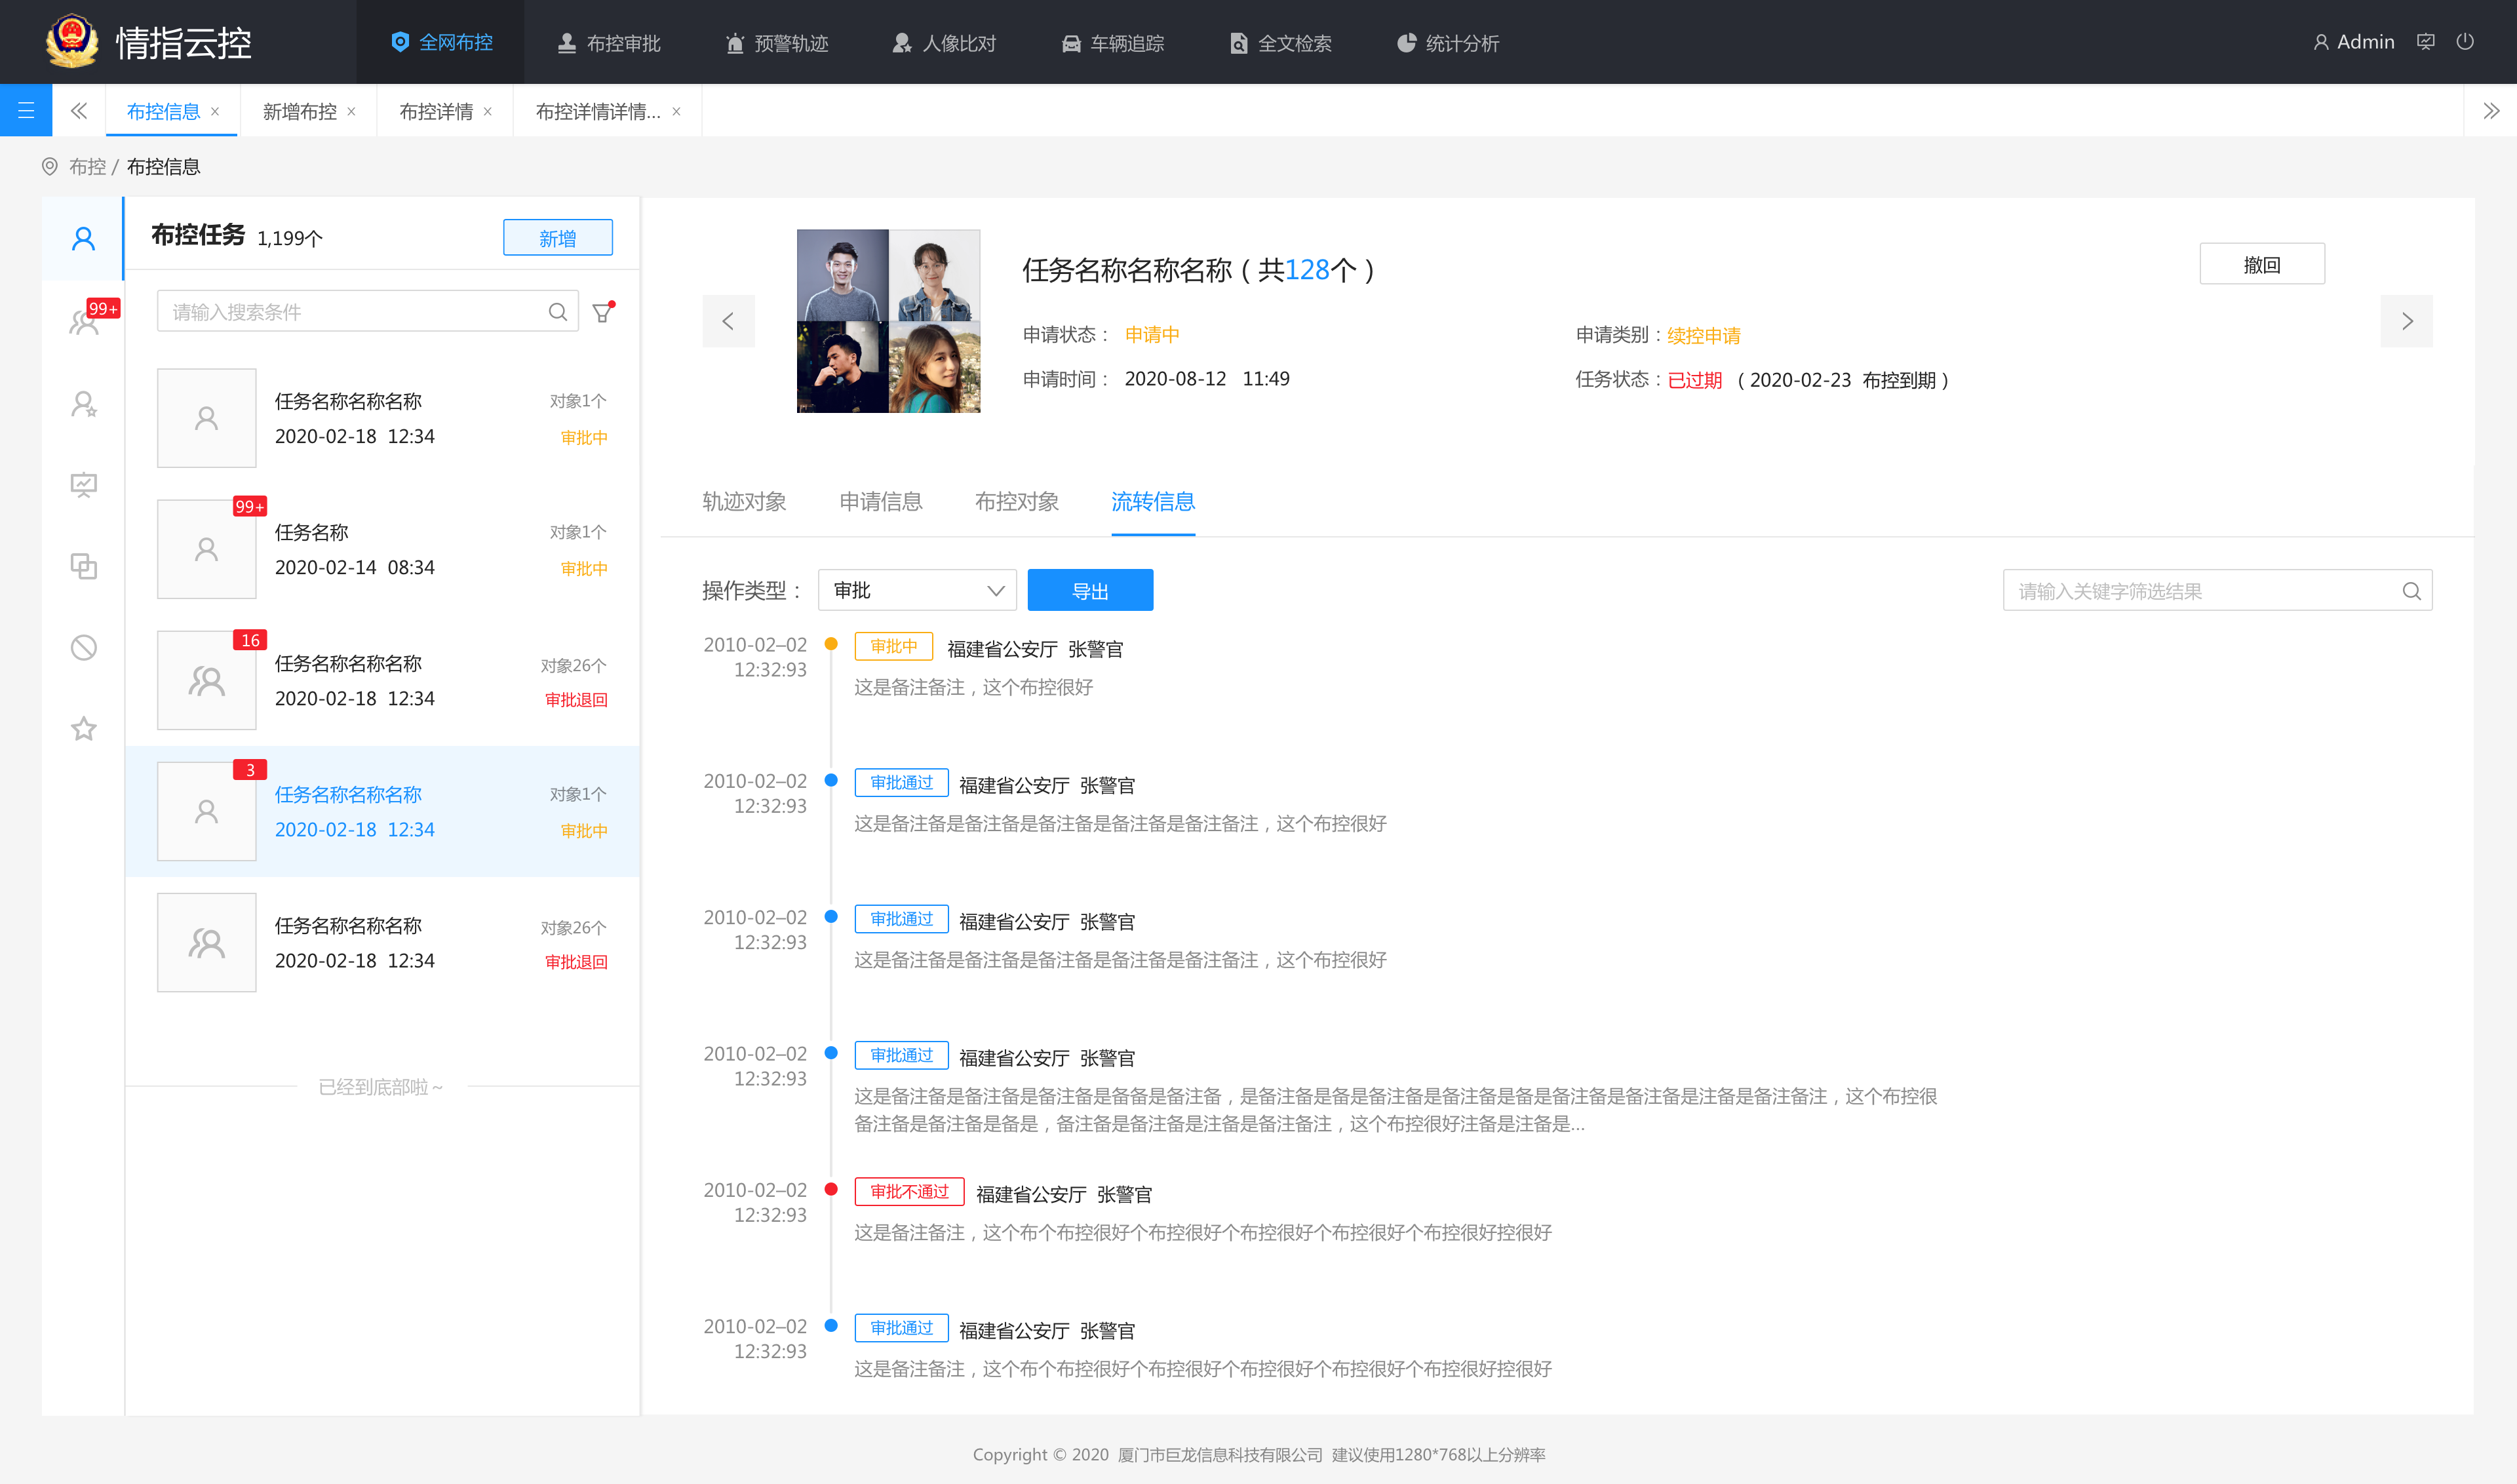 情指云控
全网布控
布控审批
预警轨迹
人像比对
车辆追踪
全文检索
统计分析
Admin
布控信息 ×
新增布控 ×
布控详情 ×
布控详情详情... ×
布控 / 布控信息
99+
布控任务 1,199个
新增
请输入搜索条件
任务名称名称名称 对象1个
2020-02-18 12:34 审批中
99+
任务名称 对象1个
2020-02-14 08:34 审批中
16
任务名称名称名称 对象26个
2020-02-18 12:34 审批退回
3
任务名称名称名称 对象1个
2020-02-18 12:34 审批中
任务名称名称名称 对象26个
2020-02-18 12:34 审批退回
已经到底部啦～
任务名称名称名称（共128个）
撤回
申请状态： 申请中 申请类别：续控申请
申请时间： 2020-08-12 11:49 任务状态：已过期 （2020-02-23 布控到期）
轨迹对象 申请信息 布控对象 流转信息
操作类型： 审批 导出 请输入关键字筛选结果
2010-02–02 审批中 福建省公安厅 张警官
12:32:93
这是备注备注，这个布控很好
2010-02–02 审批通过 福建省公安厅 张警官
12:32:93
这是备注备是备注备是备注备是备注备是备注备注，这个布控很好
2010-02–02 审批通过 福建省公安厅 张警官
12:32:93
这是备注备是备注备是备注备是备注备是备注备注，这个布控很好
2010-02–02 审批通过 福建省公安厅 张警官
12:32:93
这是备注备是备注备是备注备是备备是备注备，是备注备是备是备注备是备注备是备是备注备是备注备是注备是备注备注，这个布控很
备注备是备注备是备是，备注备是备注备是注备是备注备注，这个布控很好注备是注备是...
2010-02–02 审批不通过 福建省公安厅 张警官
12:32:93
这是备注备注，这个布个布控很好个布控很好个布控很好个布控很好个布控很好控很好
2010-02–02 审批通过 福建省公安厅 张警官
12:32:93
这是备注备注，这个布个布控很好个布控很好个布控很好个布控很好个布控很好控很好
Copyright © 2020 厦门市巨龙信息科技有限公司 建议使用1280*768以上分辨率